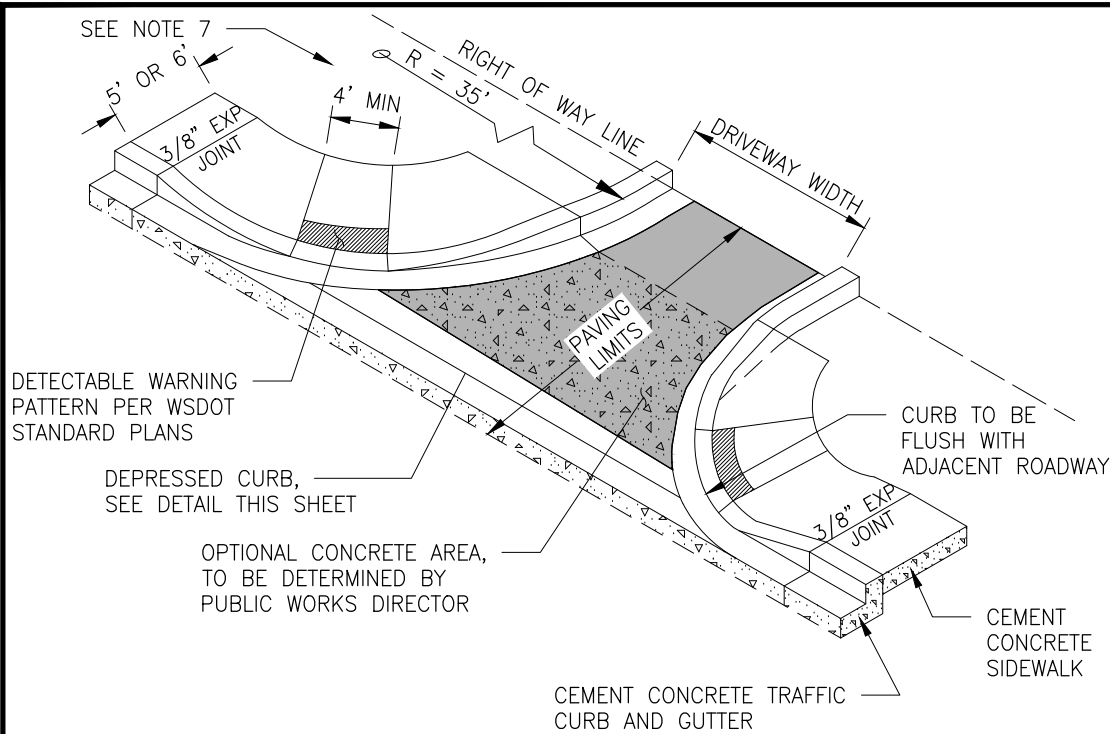 SEE NOTE 7
5' OR 6'
4' MIN
R = 35'
RIGHT OF WAY LINE
DRIVEWAY WIDTH
3/8" EXP
JOINT
PAVING
LIMITS
DETECTABLE WARNING
PATTERN PER WSDOT
STANDARD PLANS
CURB TO BE
FLUSH WITH
ADJACENT ROADWAY
DEPRESSED CURB,
SEE DETAIL THIS SHEET
3/8" EXP
JOINT
OPTIONAL CONCRETE AREA,
TO BE DETERMINED BY
PUBLIC WORKS DIRECTOR
CEMENT
CONCRETE
SIDEWALK
CEMENT CONCRETE TRAFFIC
CURB AND GUTTER